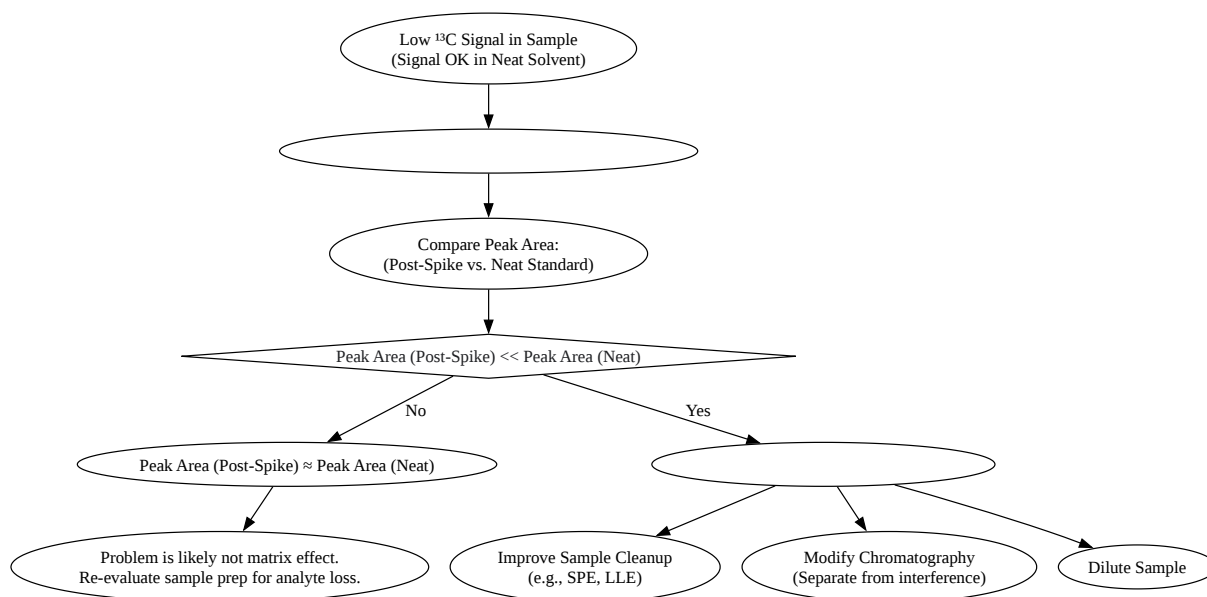 Low ¹³C Signal in Sample
(Signal OK in Neat Solvent)
Compare Peak Area:
(Post-Spike vs. Neat Standard)
Peak Area (Post-Spike) << Peak Area (Neat)
No
Yes
Peak Area (Post-Spike) ≈ Peak Area (Neat)
Problem is likely not matrix effect.
Re-evaluate sample prep for analyte loss.
Improve Sample Cleanup
(e.g., SPE, LLE)
Modify Chromatography
(Separate from interference)
Dilute Sample